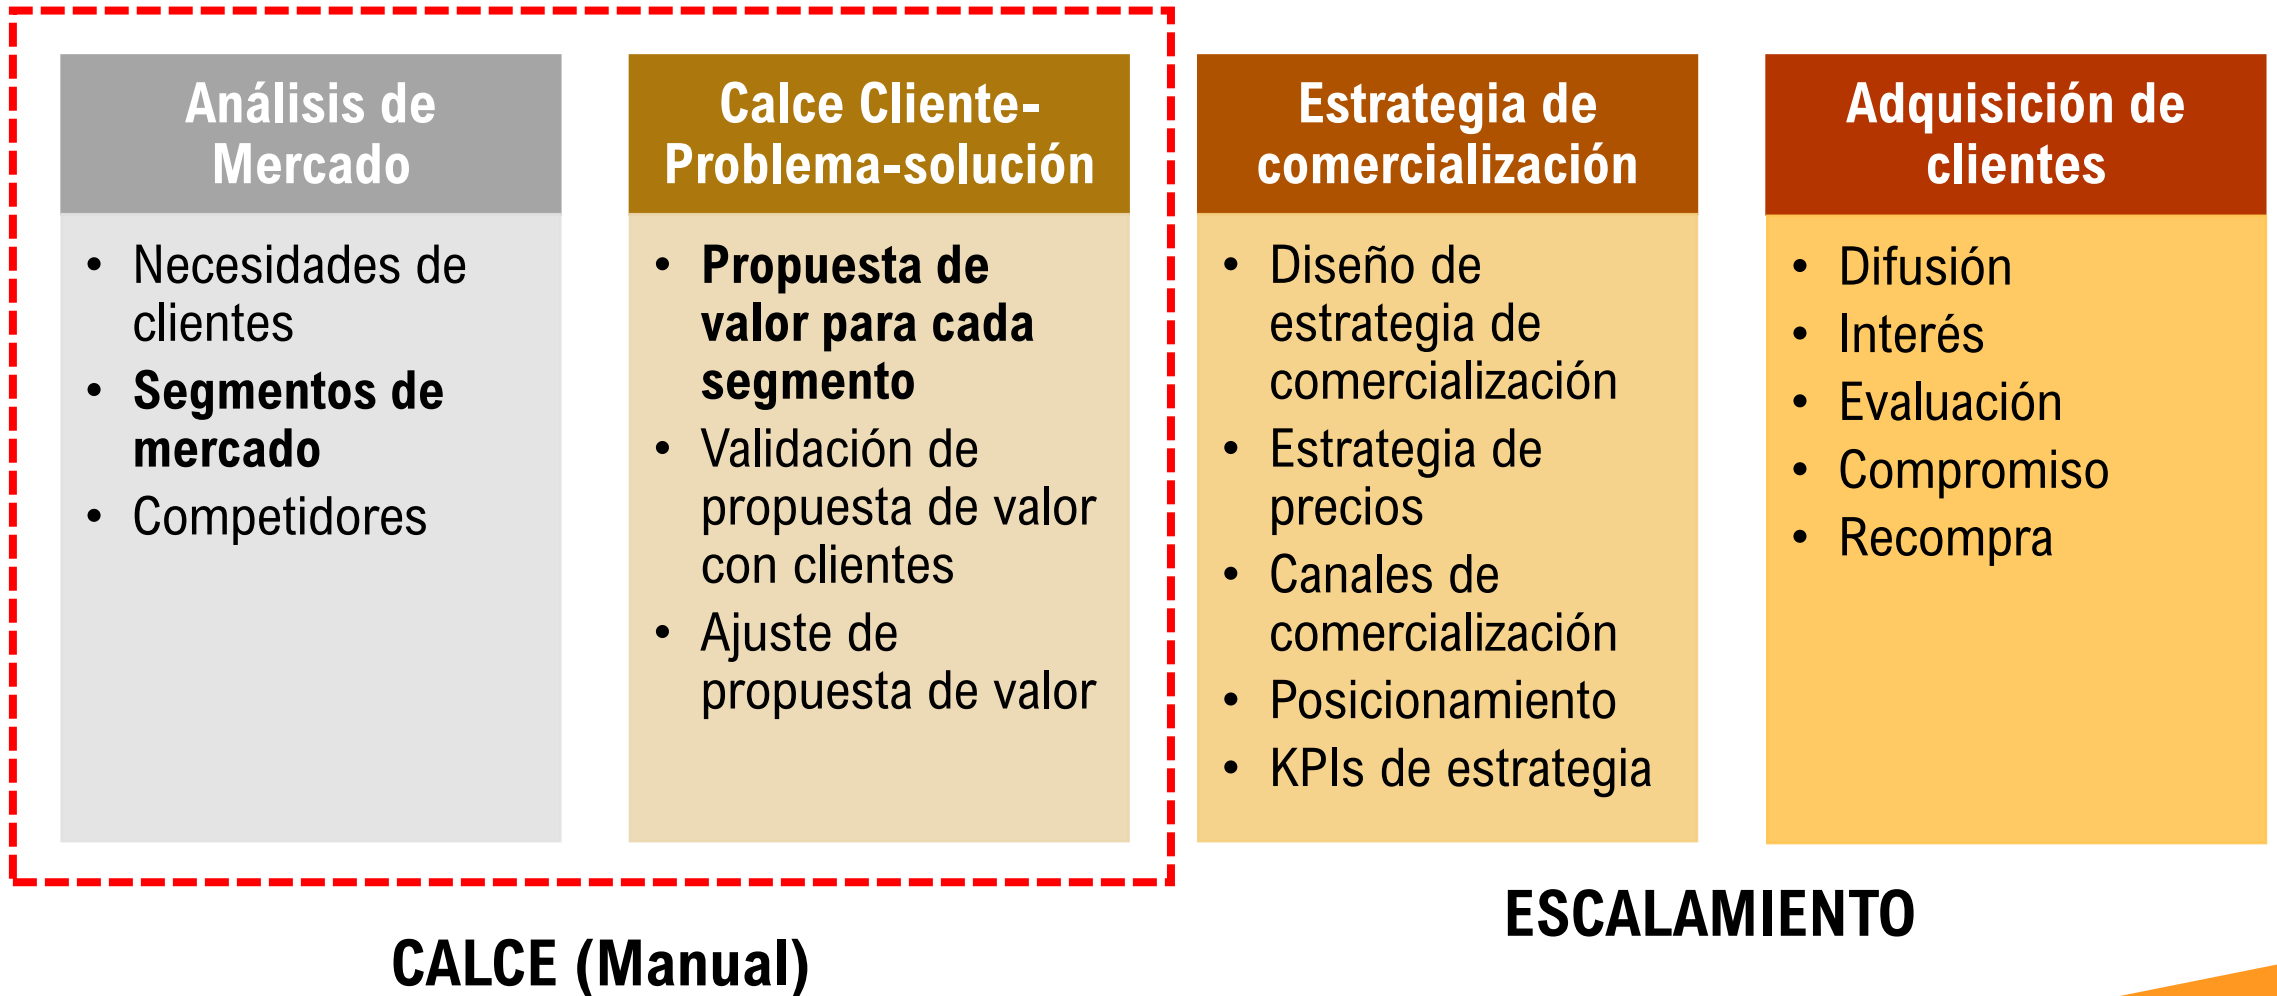 Análisis de
Mercado
• Necesidades de
clientes
• Segmentos de
mercado
• Competidores
Calce Cliente-
Problema-solución
• Propuesta de
valor para cada
segmento
• Validación de
propuesta de valor
con clientes
• Ajuste de
propuesta de valor
Estrategia de
comercialización
• Diseño de
estrategia de
comercialización
• Estrategia de
precios
• Canales de
comercialización
• Posicionamiento
• KPIs de estrategia
Adquisición de
clientes
• Difusión
• Interés
• Evaluación
• Compromiso
• Recompra
CALCE (Manual)
ESCALAMIENTO